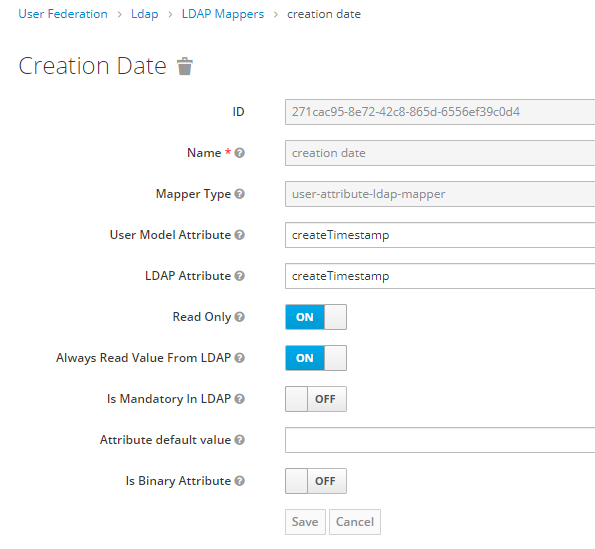 User Federation > Ldap > LDAP Mappers > creation date
Creation Date
ID 271cac95-8e72-42c8-865d-6556ef39c0d4
Name * creation date
Mapper Type user-attribute-ldap-mapper
User Model Attribute createTimestamp
LDAP Attribute createTimestamp
Read Only ON
Always Read Value From LDAP ON
Is Mandatory In LDAP OFF
Attribute default value
Is Binary Attribute OFF
Save Cancel